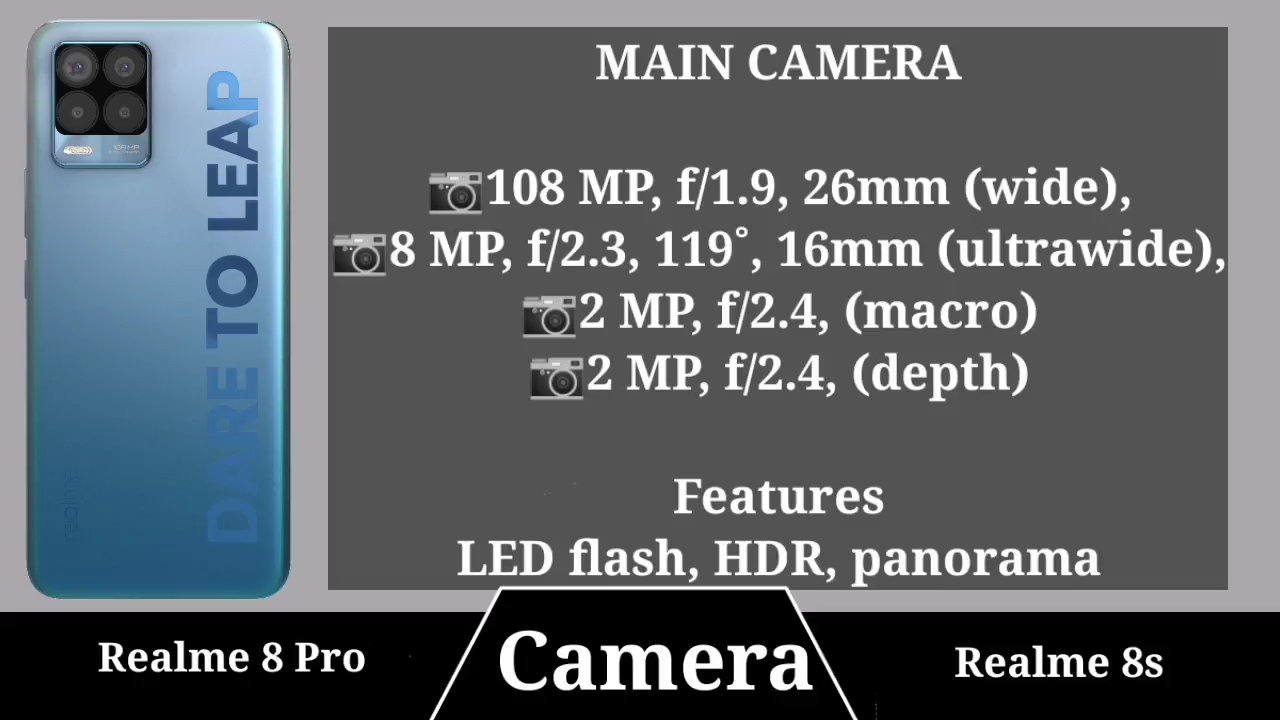 MAIN CAMERA
108 MP, f/1.9, 26mm (wide),
8 MP, f/2.3, 119˚, 16mm (ultrawide),
2 MP, f/2.4, (macro)
2 MP, f/2.4, (depth)
Features
LED flash, HDR, panorama
DARE TO LEAP
realme
108 MP
Realme 8 Pro
Camera
Realme 8s